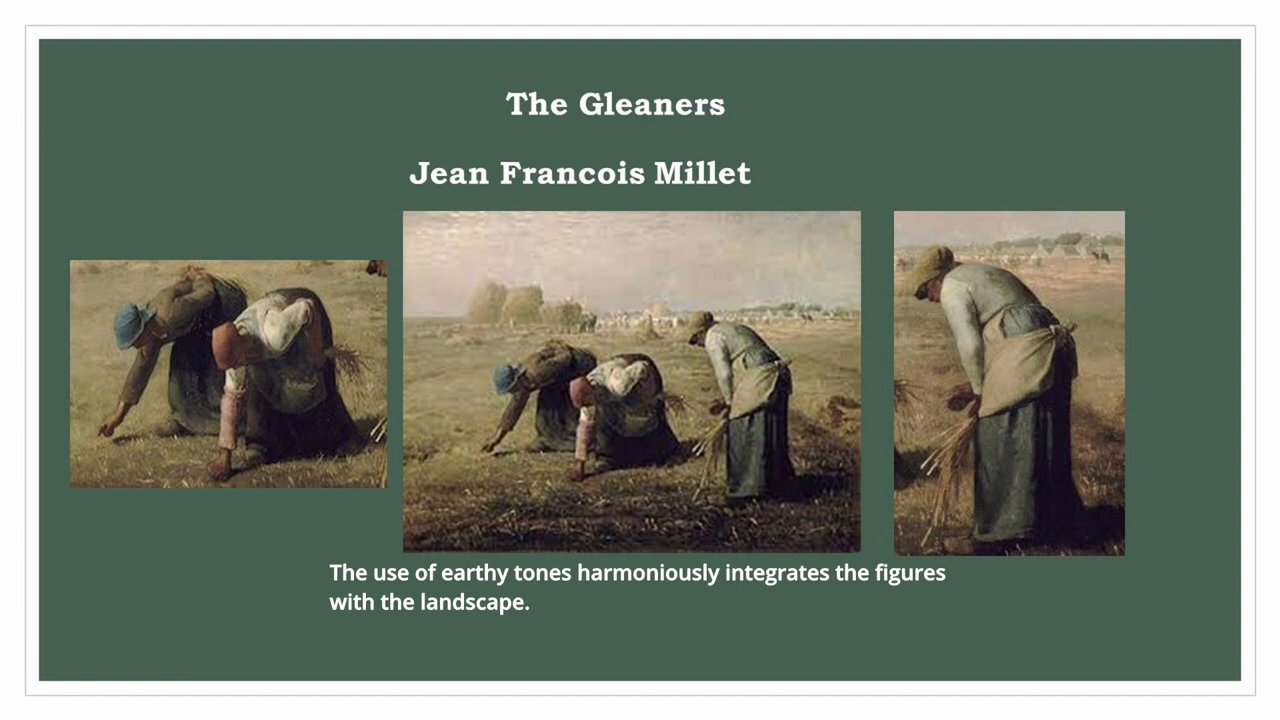 The Gleaners
Jean Francois Millet
The use of earthy tones harmoniously integrates the figures
with the landscape.